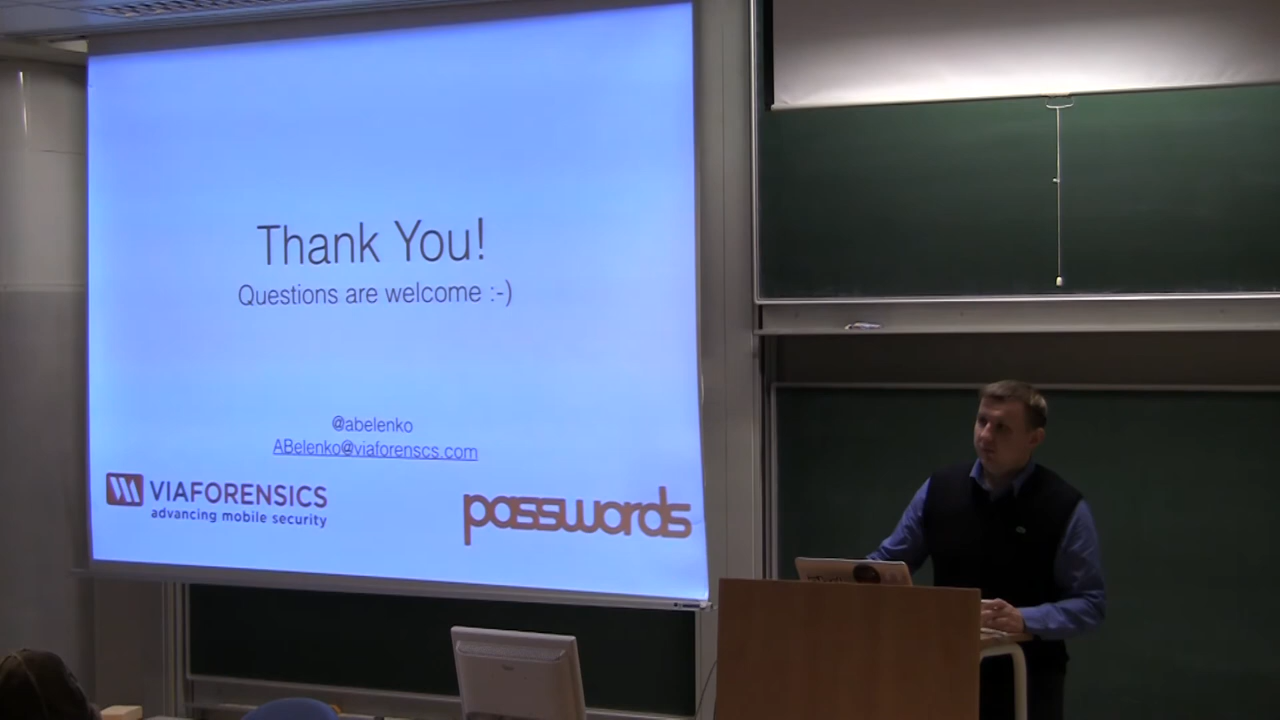 Thank You!
Questions are welcome :-)
@abelenko
ABelenko@viaforenscs.com
VIAFORENSICS
advancing mobile security
passwords